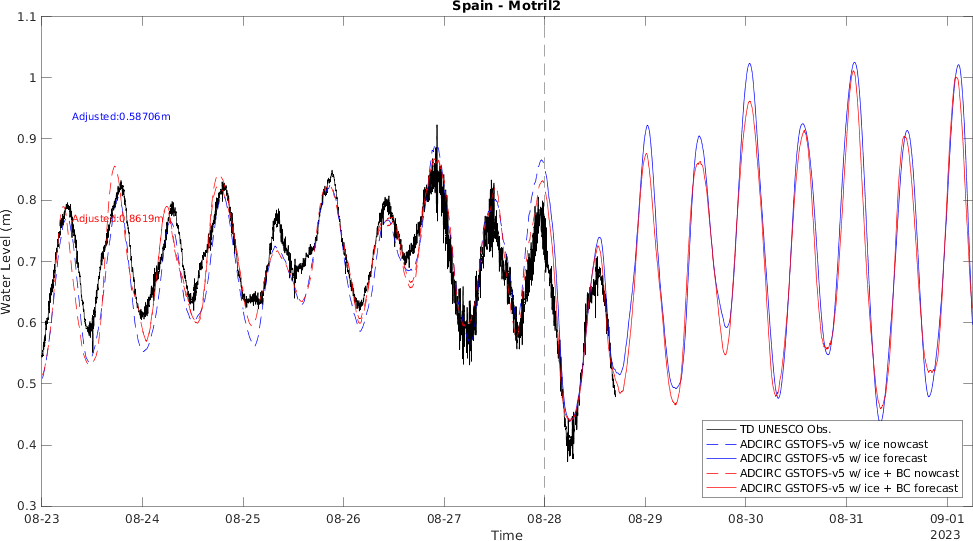 Spain - Motril2
1.1
1
0.9
0.8
0.7
0.6
0.5
0.4
0.3
Water Level (m)
Adjusted:0.58706m
Adjusted:0.8619m
TD UNESCO Obs.
ADCIRC GSTOFS-v5 w/ ice nowcast
ADCIRC GSTOFS-v5 w/ ice forecast
ADCIRC GSTOFS-v5 w/ ice + BC nowcast
ADCIRC GSTOFS-v5 w/ ice + BC forecast
08-23 08-24 08-25 08-26 08-27 08-28 08-29 08-30 08-31 09-01
2023
Time